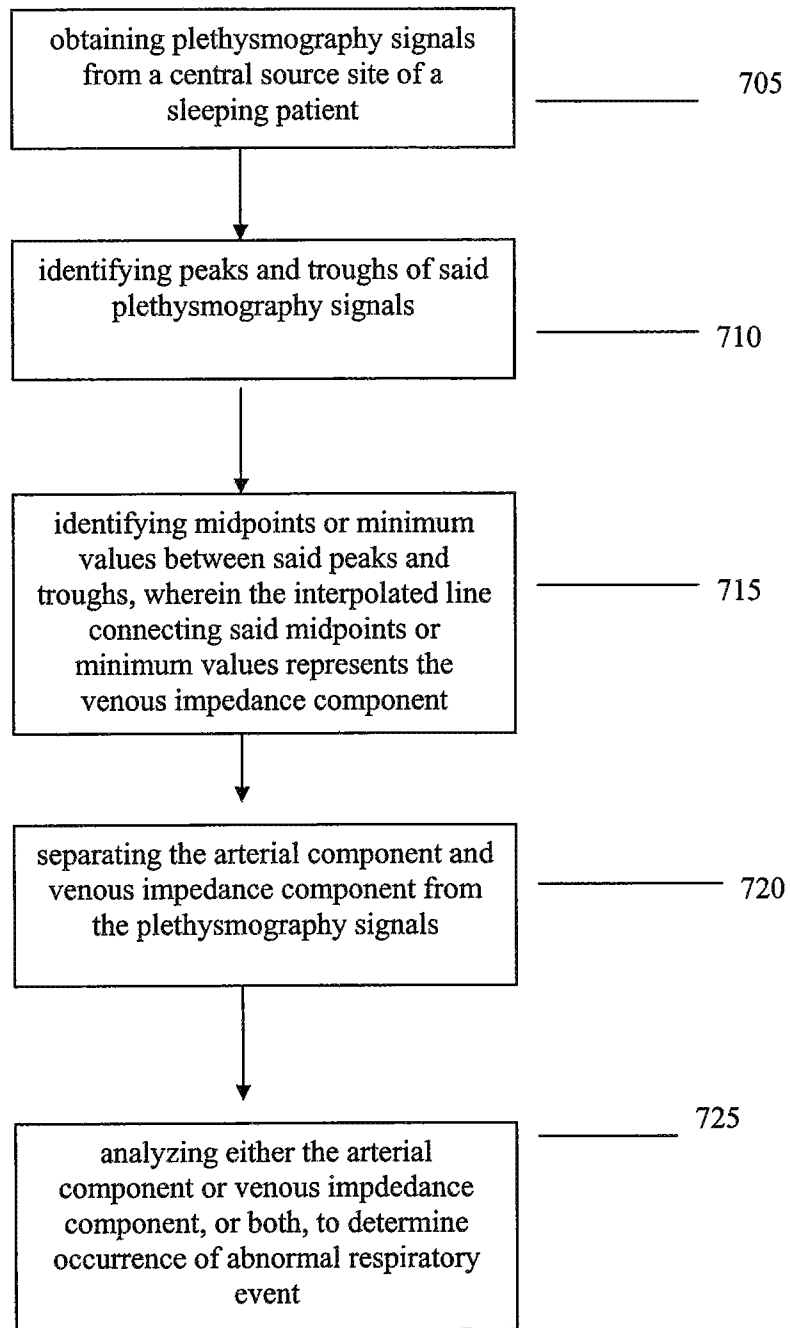 obtaining plethysmography signals
from a central source site of a
sleeping patient
705
identifying peaks and troughs of said
plethysmography signals
710
identifying midpoints or minimum
values between said peaks and
troughs, wherein the interpolated line
connecting said midpoints or
minimum values represents the
venous impedance component
715
separating the arterial component and
venous impedance component from
the plethysmography signals
720
725
analyzing either the arterial
component or venous impdedance
component, or both, to determine
occurrence of abnormal respiratory
event